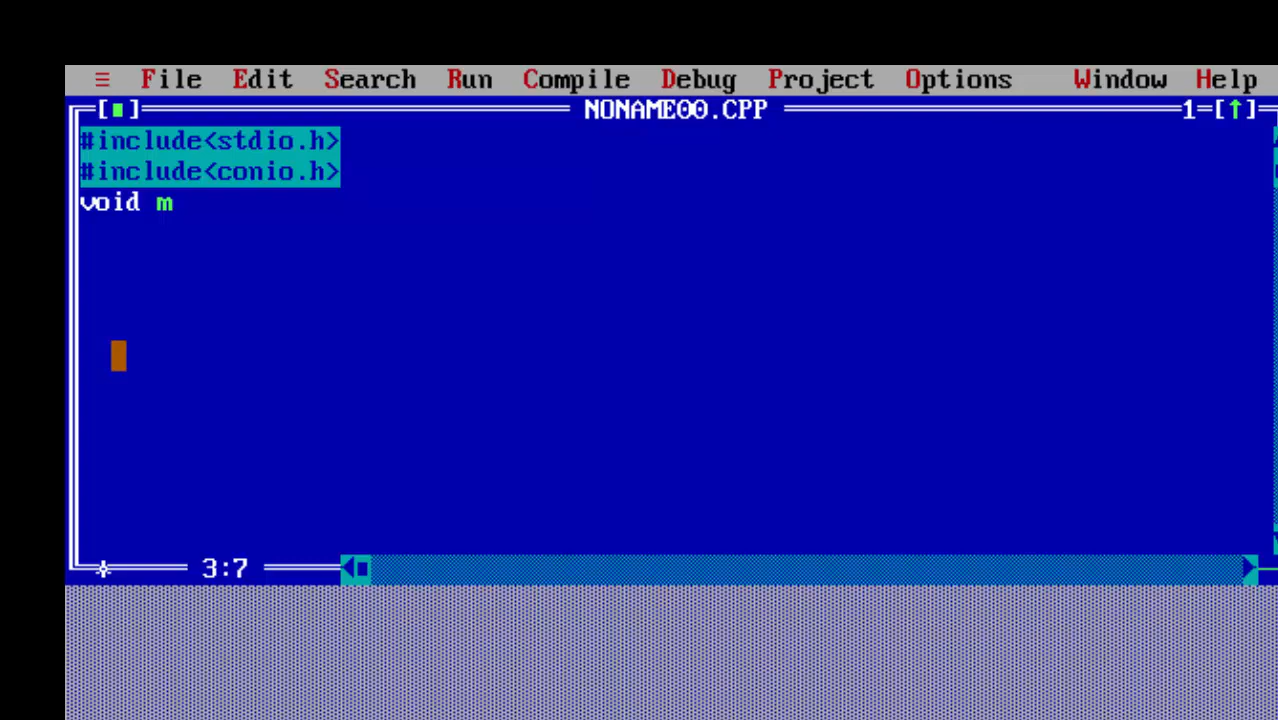 ≡ File Edit Search Run Compile Debug Project Options Window Help
[■] NONAME00.CPP 1=[↑]
#include<stdio.h>
#include<conio.h>
void m
3:7